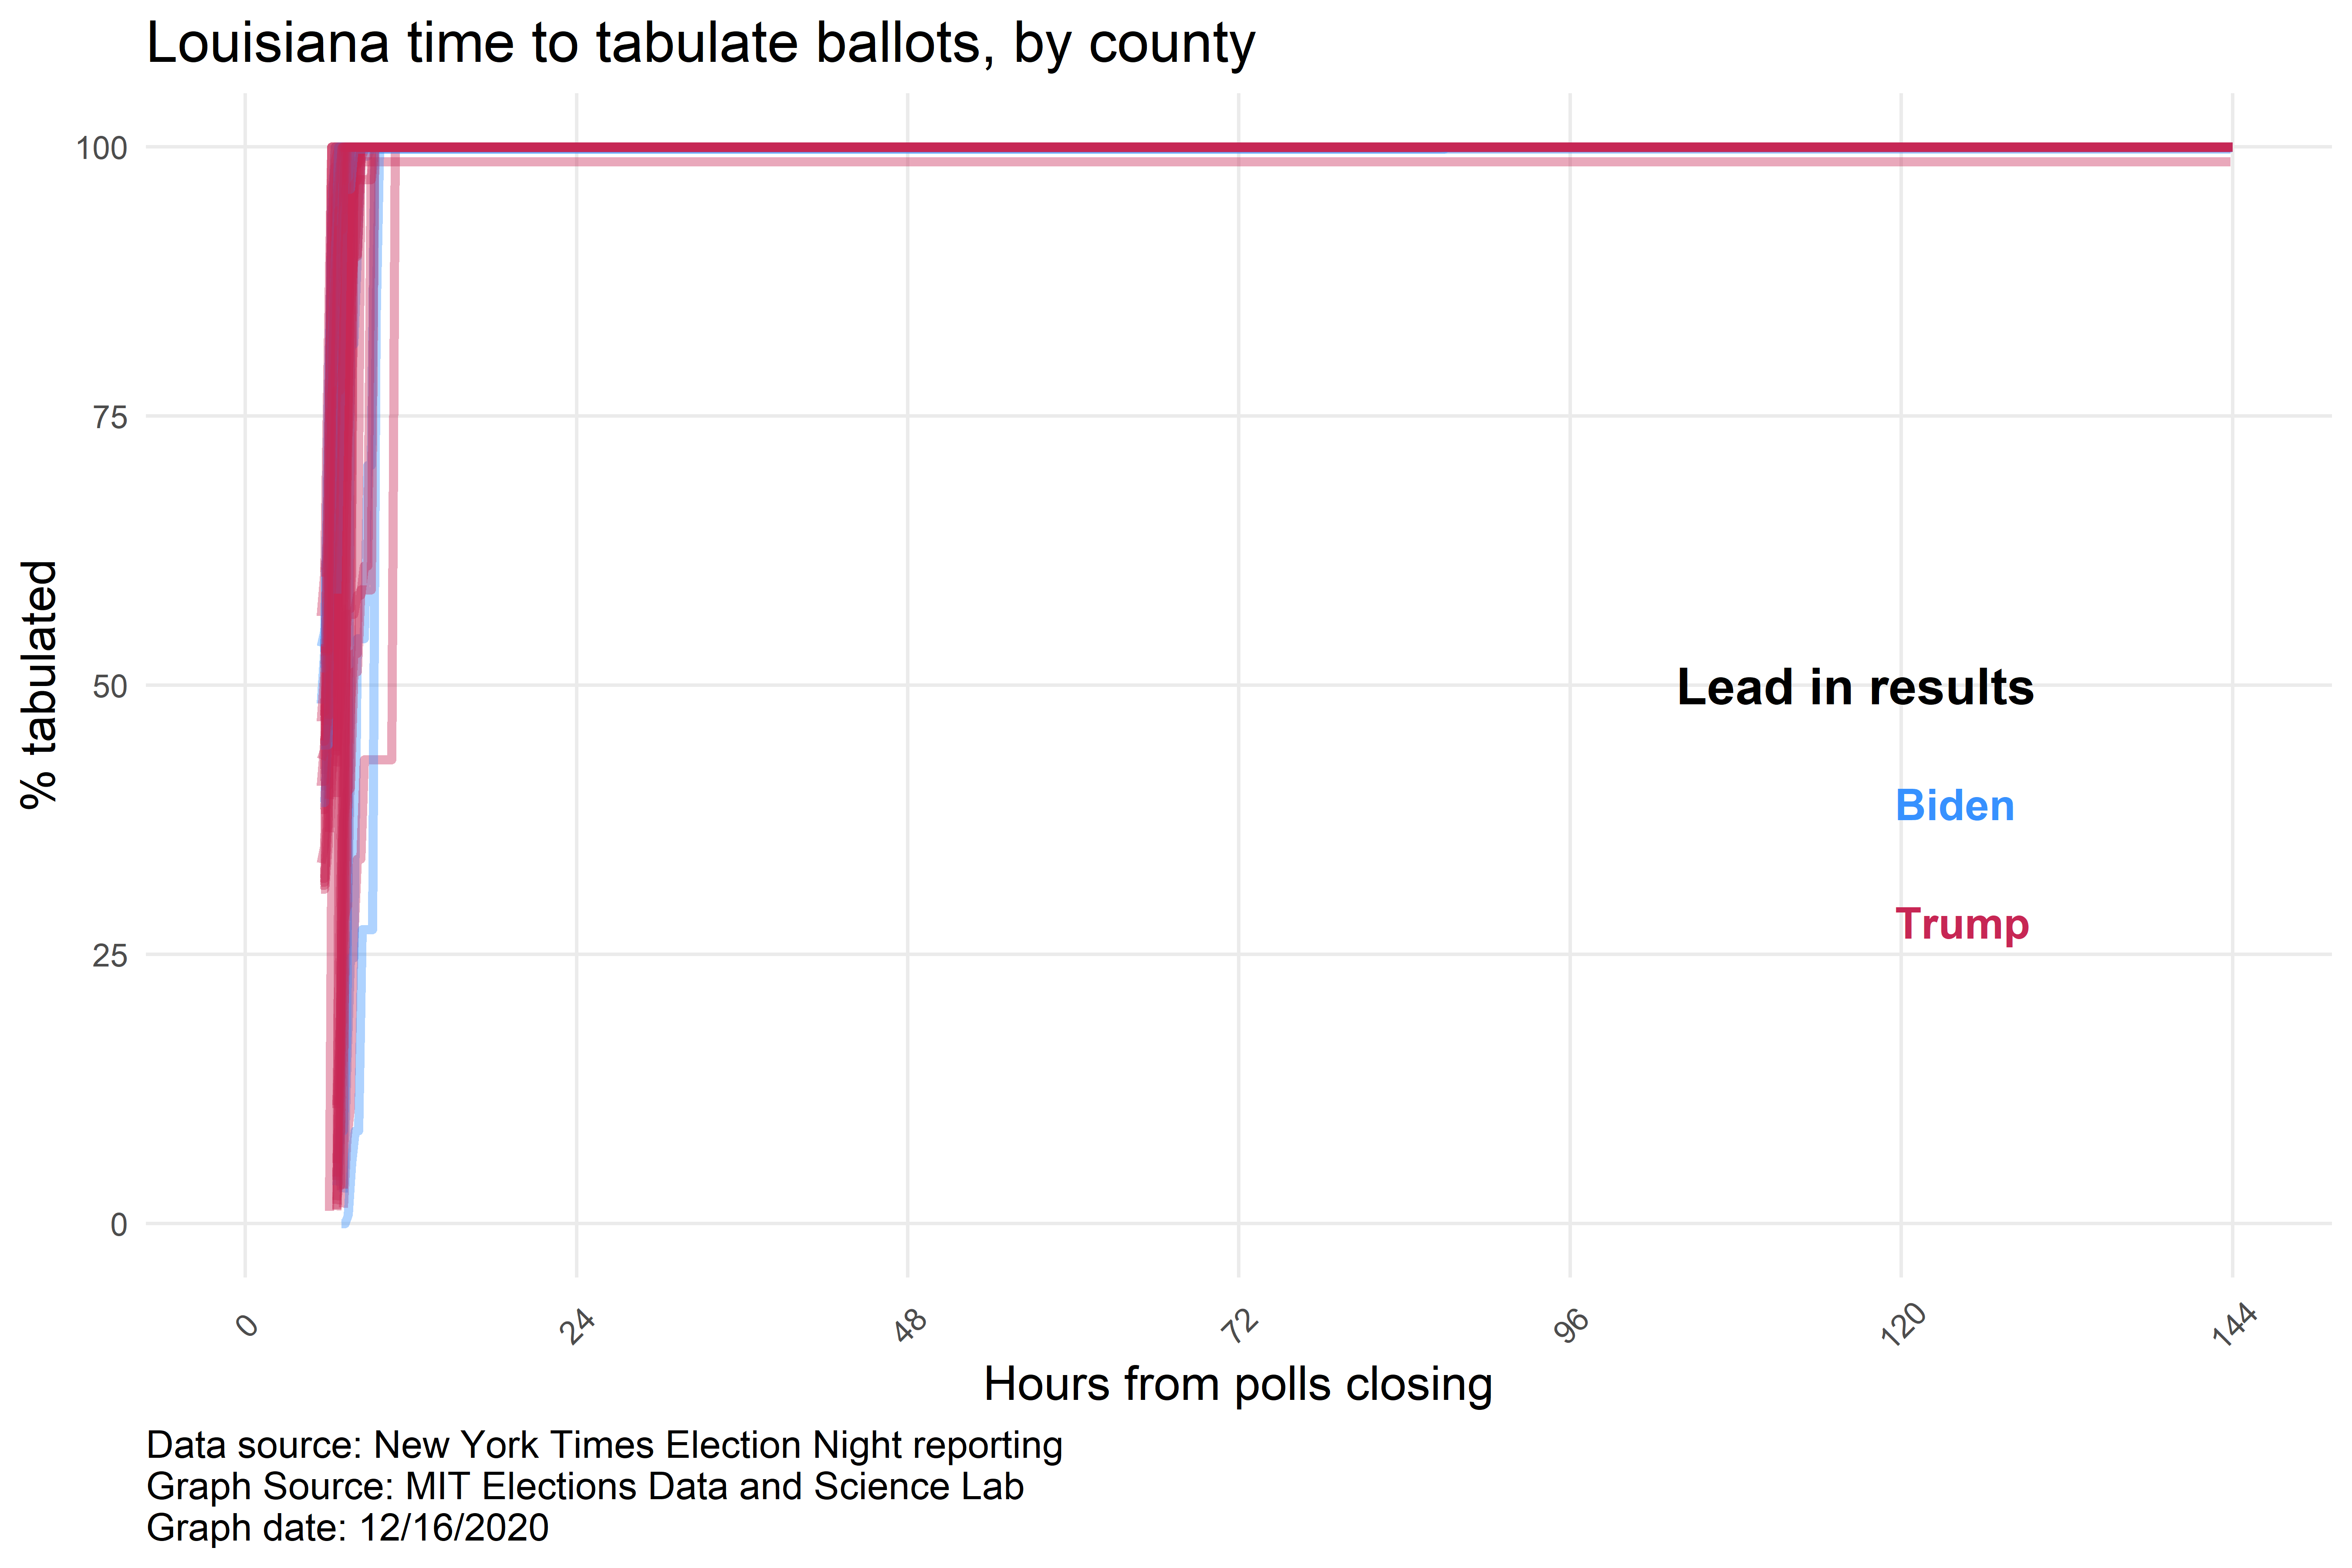 Louisiana time to tabulate ballots, by county
% tabulated
100
75
50
25
0
Lead in results
Biden
Trump
0 24 48 72 96 120 144
Hours from polls closing
Data source: New York Times Election Night reporting
Graph Source: MIT Elections Data and Science Lab
Graph date: 12/16/2020